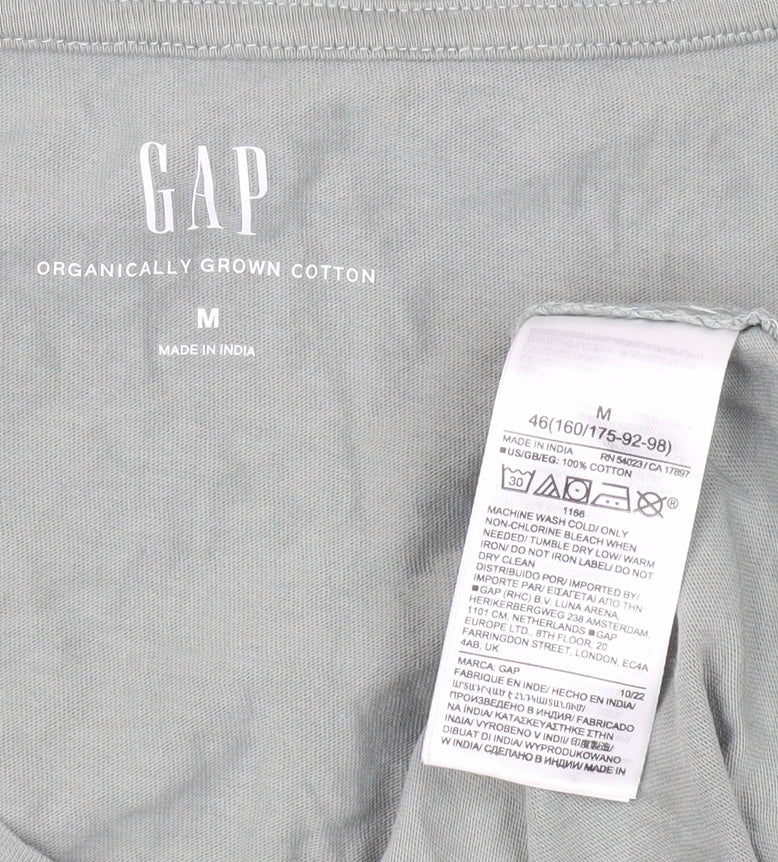 GAP
ORGANICALLY GROWN COTTON
M
MADE IN INDIA
M
46(160/175-92-98)
MADE IN INDIA RN 54023 / CA 17897
■US/GB/EG: 100% COTTON
30
®
1166
MACHINE WASH COLD/ ONLY
NON-CHLORINE BLEACH WHEN
NEEDED/ TUMBLE DRY LOW/ WARM
IRON/ DO NOT IRON LABEL/ DO NOT
DRY CLEAN
DISTRIBUIDO POR/ IMPORTED BY/
IMPORTE PAR/ ΕΙΣΑΓΕΤΑΙ ΑΠΟ ΤΗΝ
■GAP (RHC) B.V. LUNA ARENA,
HERIKERBERGWEG 238 AMSTERDAM,
1101 CM, NETHERLANDS ■GAP
EUROPE LTD., 8TH FLOOR, 20
FARRINGDON STREET, LONDON, EC4A
4AB, UK
MARCA: GAP 10/22
FABRIQUE EN INDE/ HECHO EN INDIA/
ԱՐՏԱԴՐՎԱԾ Է ՀՆԴԿԱՍՏԱՆՈՒՄ/
ПРОИЗВЕДЕНО В ИНДИЯ/ FABRICADO
NA ÍNDIA/ ΚΑΤΑΣΚΕΥΑΣΤΗΚΕ ΣΤΗΝ
ΙΝΔΙΑ/ VYROBENO V INDII/
DIBUAT DI INDIA/ WYPRODUKOWANO
W INDIA/ СДЕЛАНО В ИНДИИ/ MADE IN